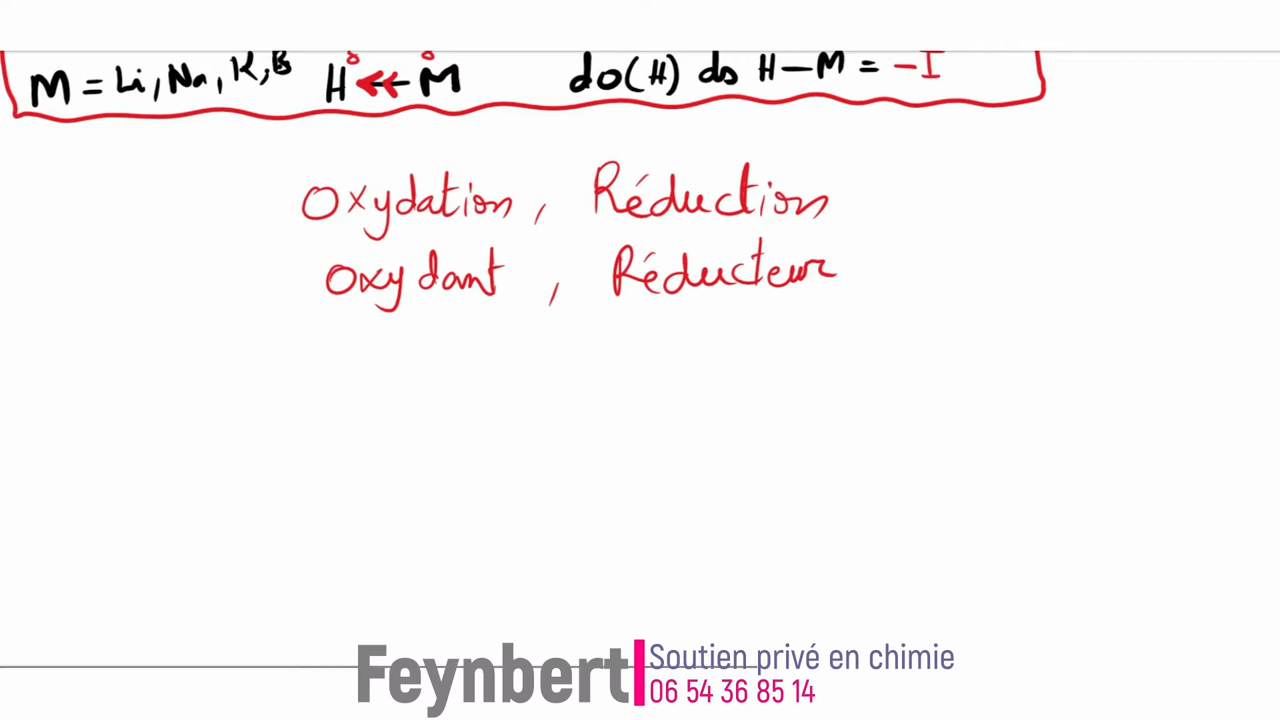 M = Li, Na, K, B H M do(H) ds H–M = –I
Oxydation, Réduction
Oxydant, Réducteur
Feynbert
Soutien privé en chimie
06 54 36 85 14